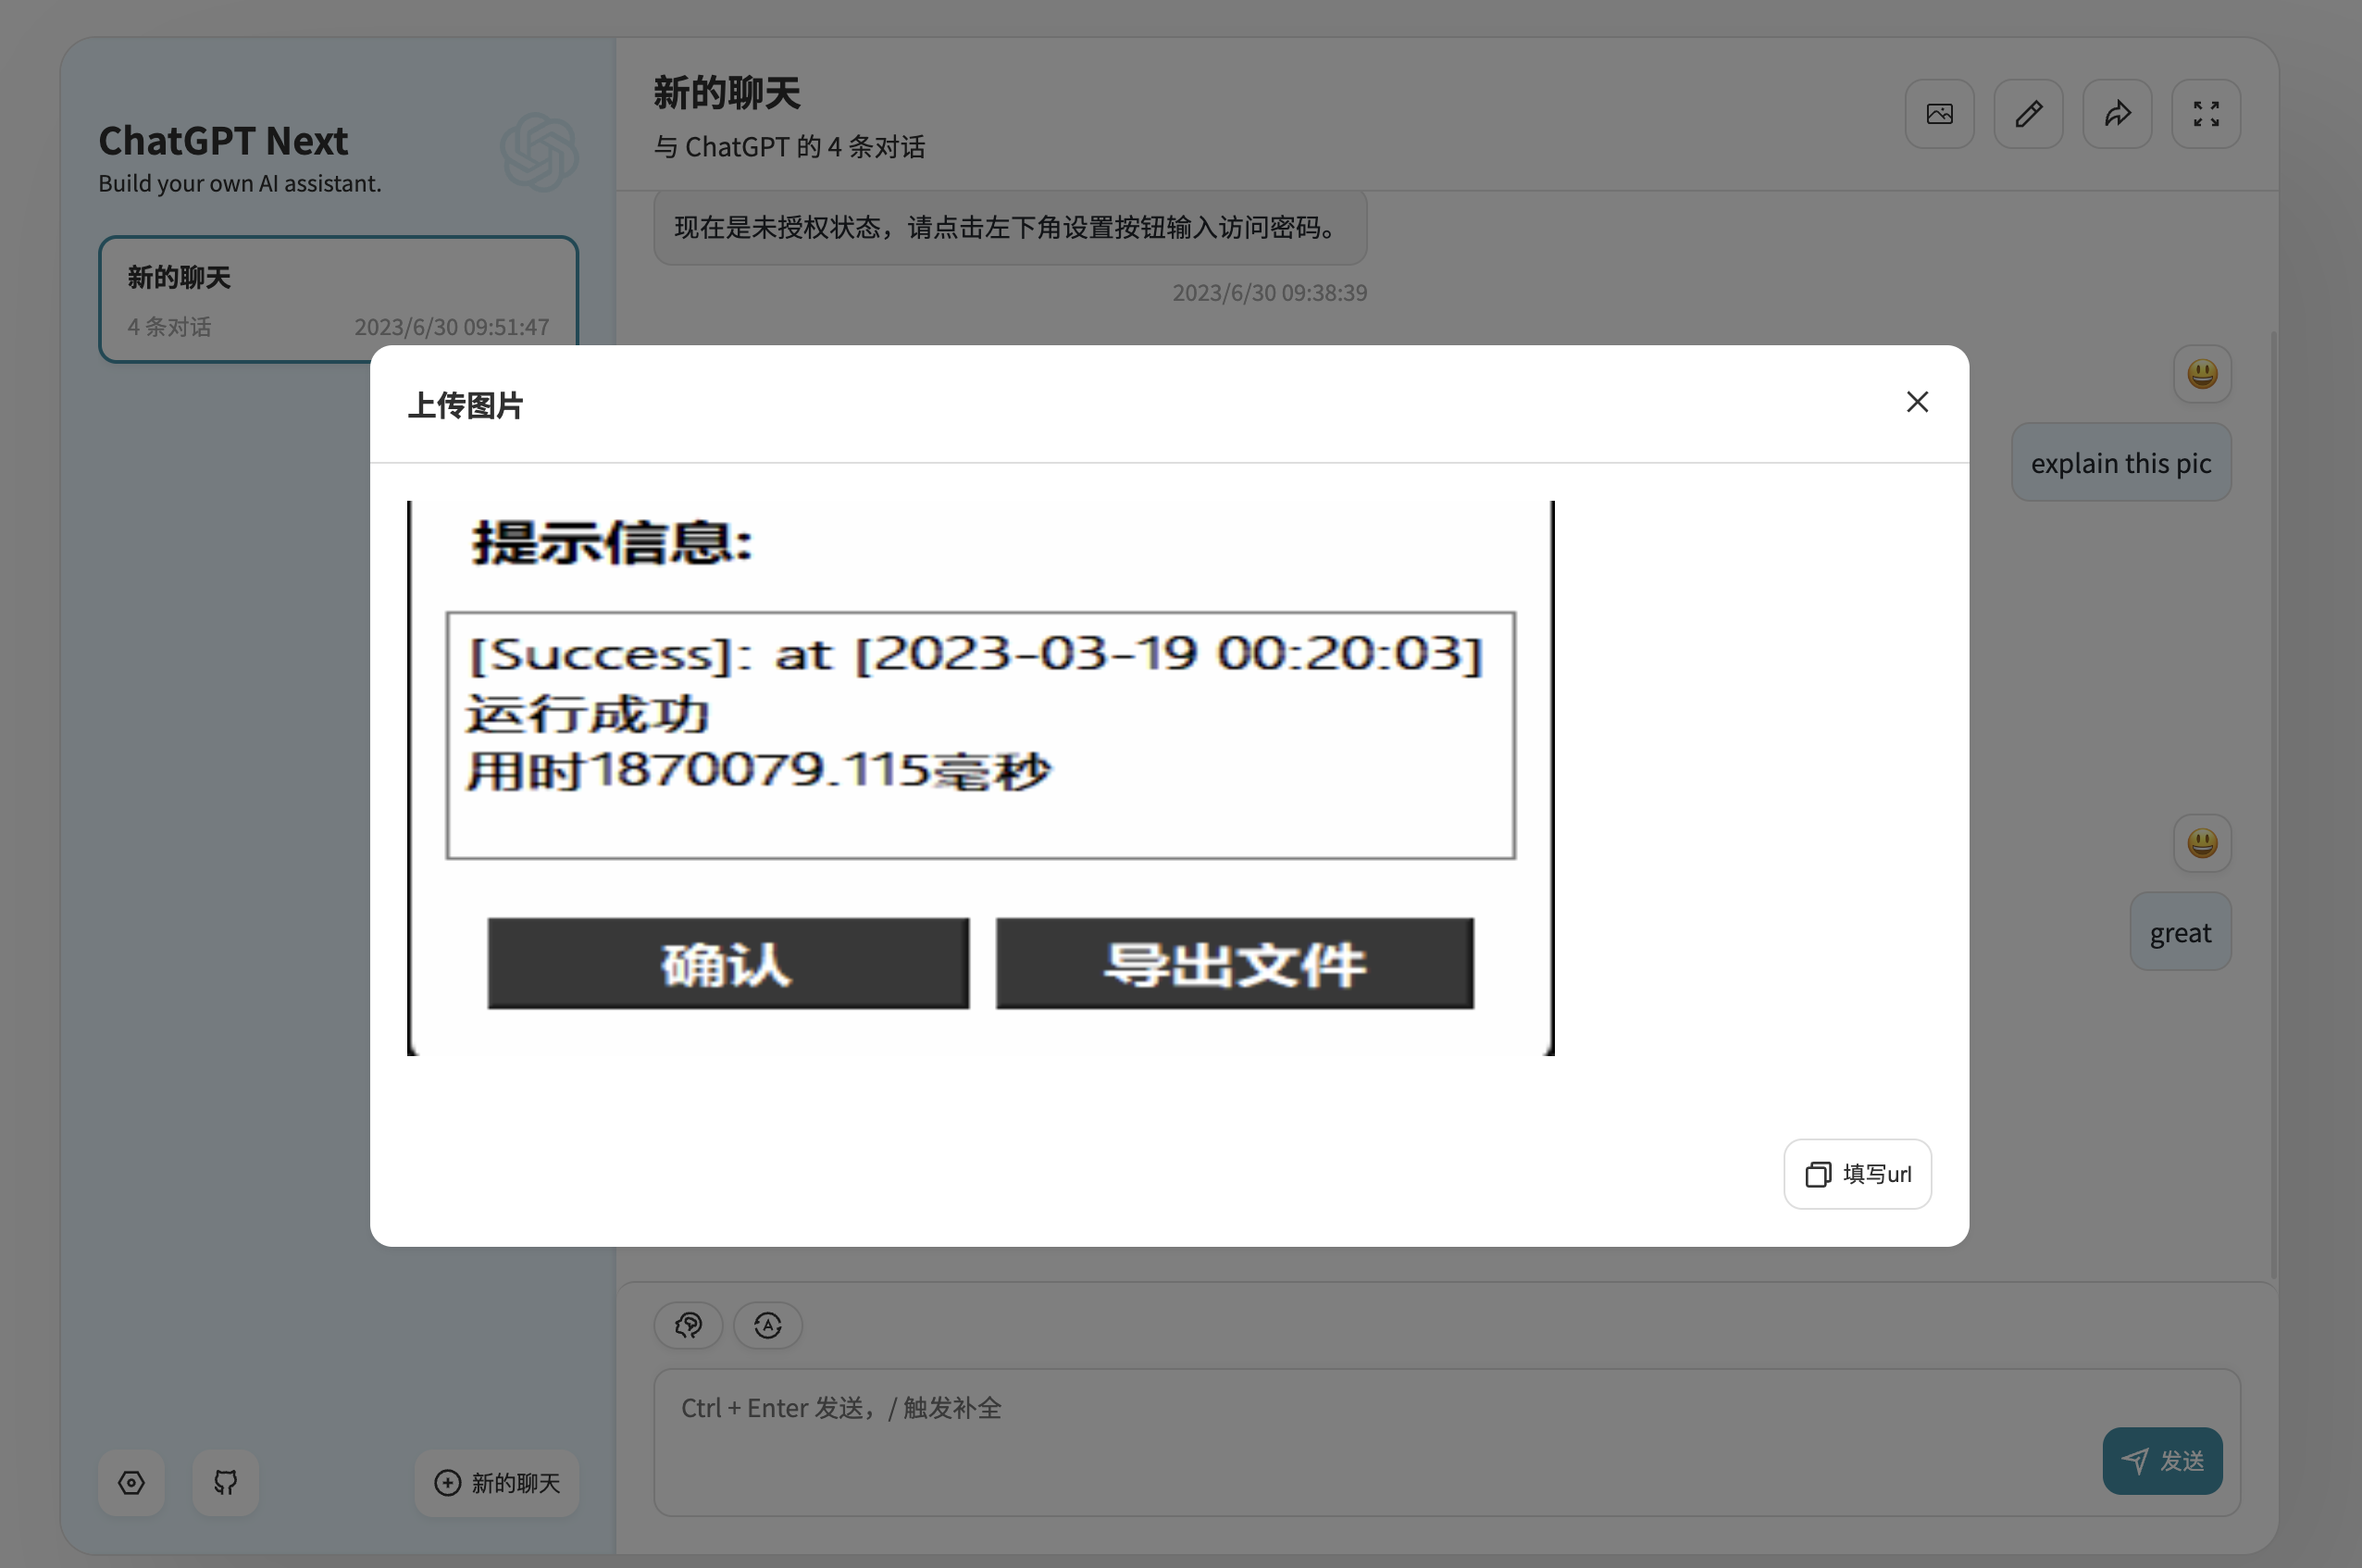 ChatGPT Next
Build your own AI assistant.
新的聊天
4 条对话
2023/6/30 09:51:47
新的聊天
与 ChatGPT 的 4 条对话
现在是未授权状态，请点击左下角设置按钮输入访问密码。
2023/6/30 09:38:39
explain this pic
great
上传图片
提示信息:
[Success]: at [2023-03-19 00:20:03]
运行成功
用时1870079.115毫秒
确认
导出文件
填写url
Ctrl + Enter 发送，/ 触发补全
发送
新的聊天